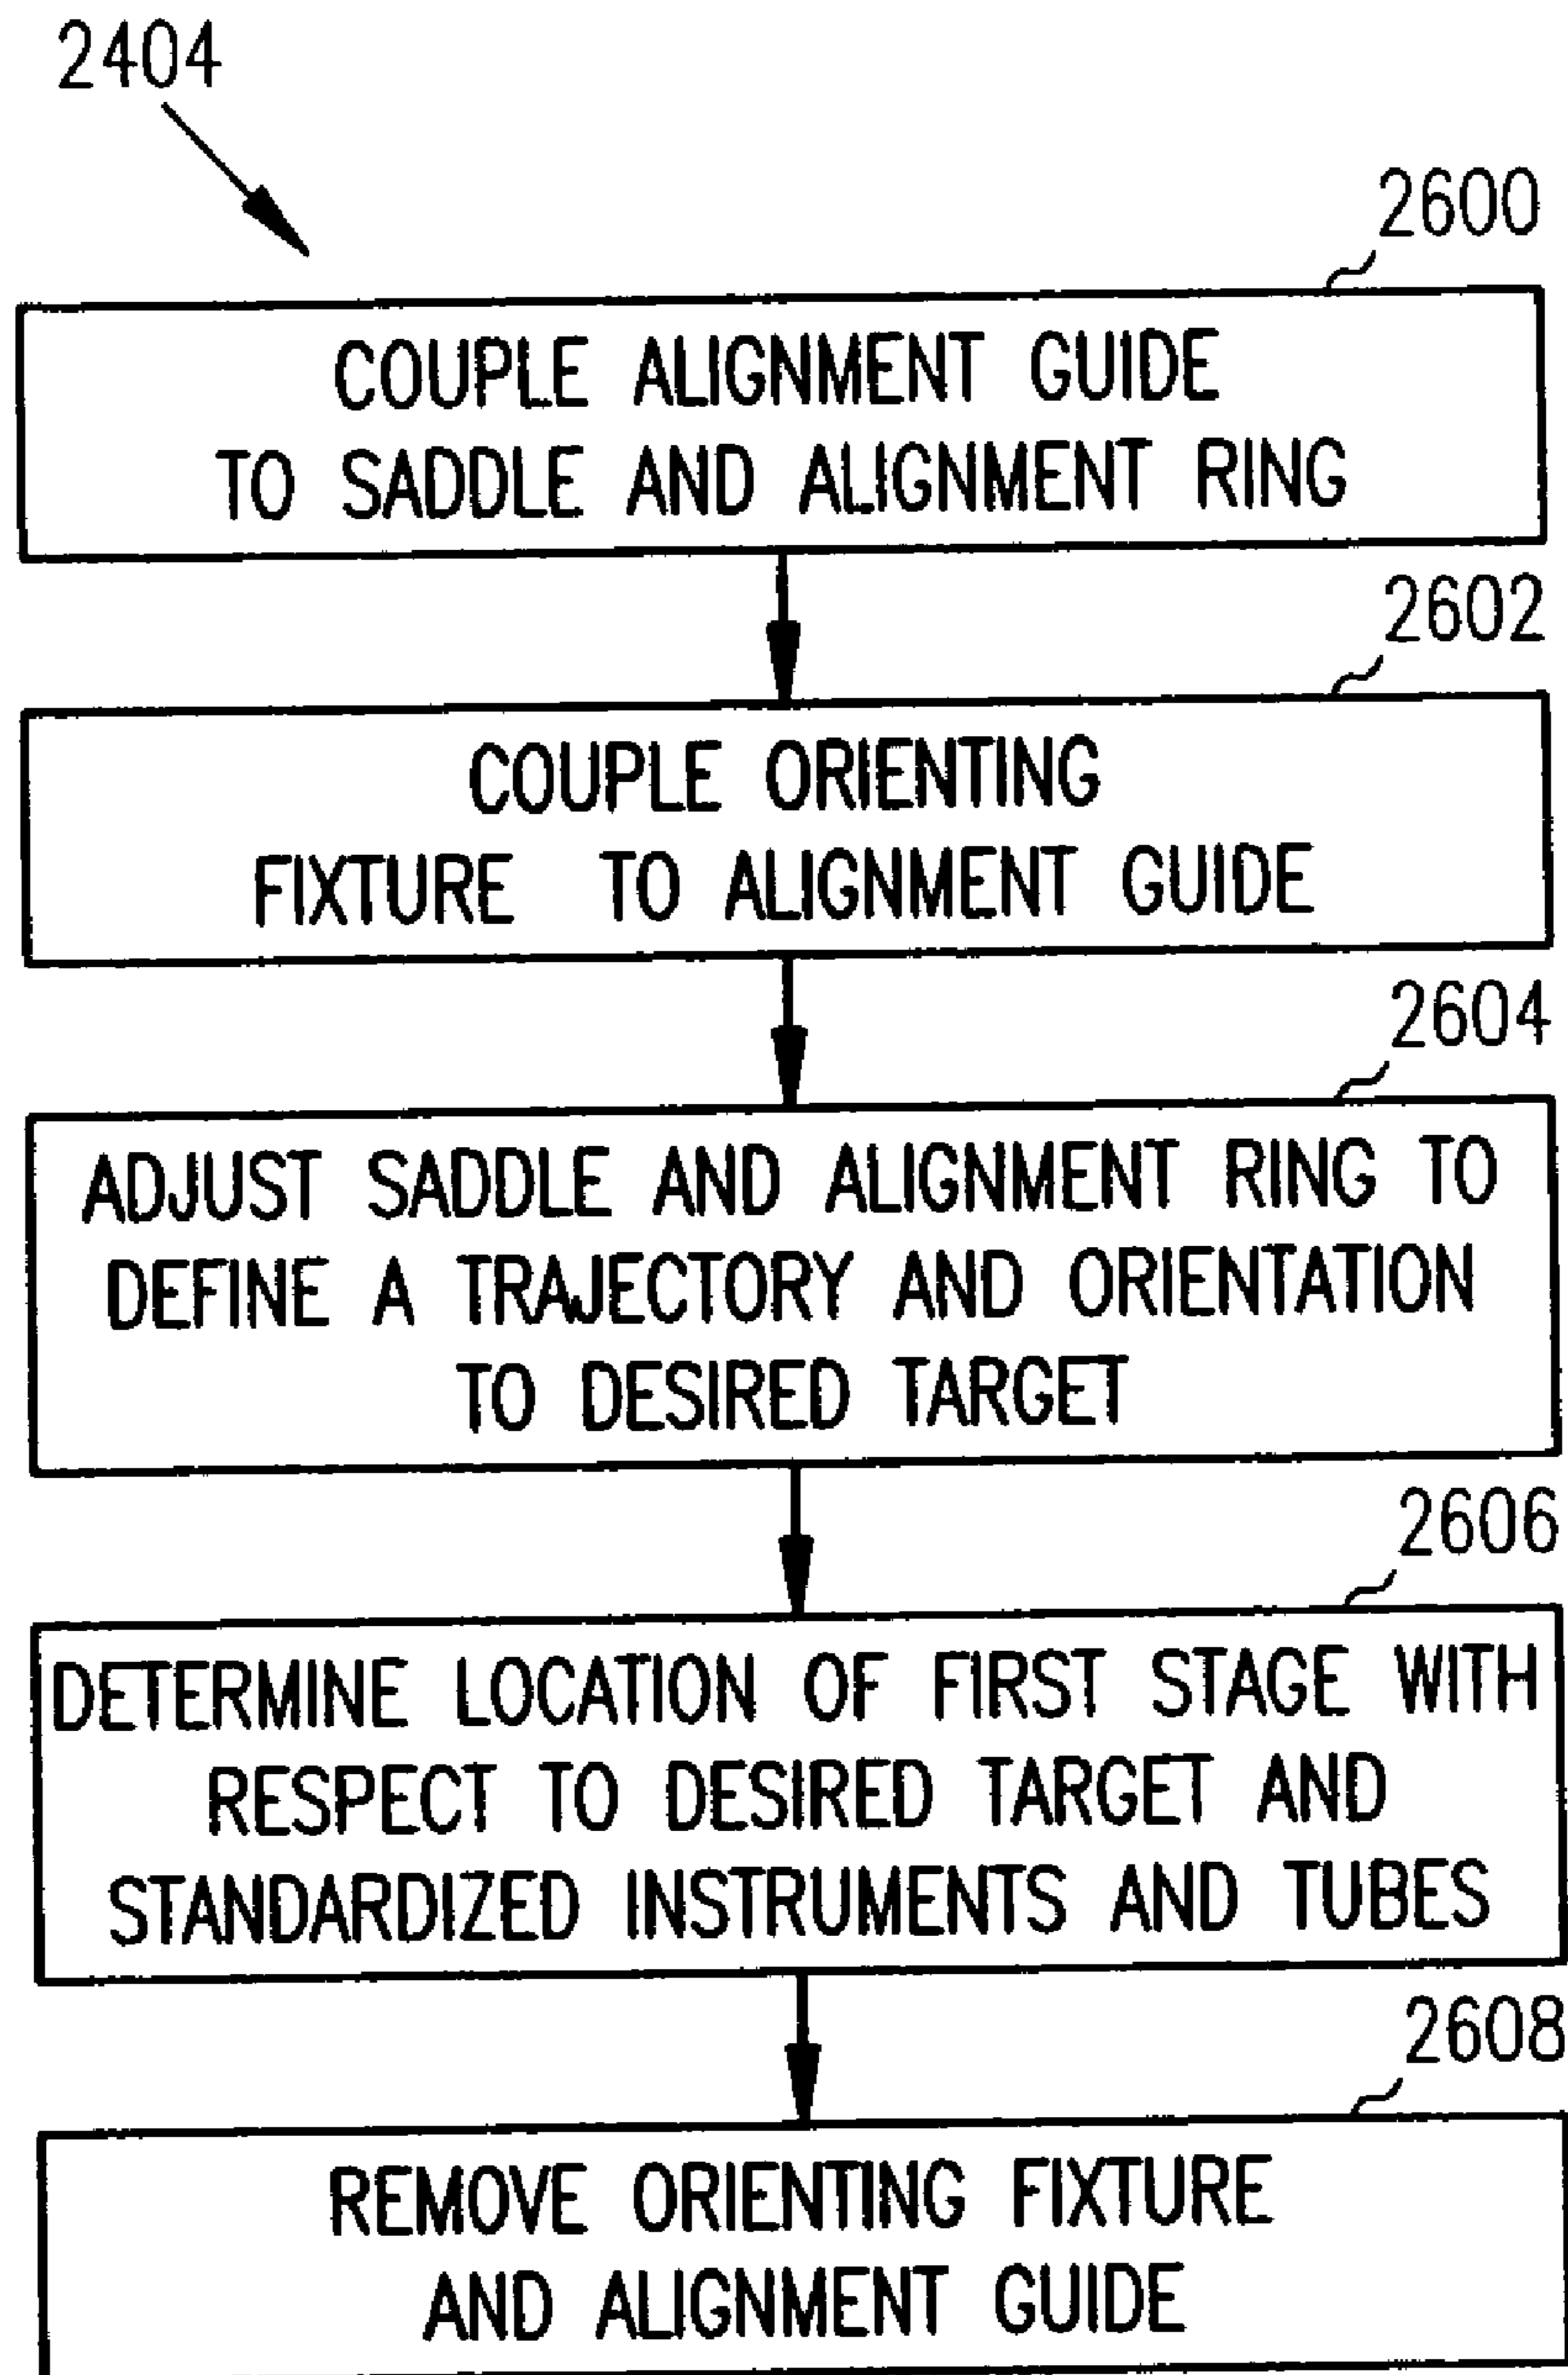 2404
2600
COUPLE ALIGNMENT GUIDE
TO SADDLE AND ALIGNMENT RING
2602
COUPLE ORIENTING
FIXTURE TO ALIGNMENT GUIDE
2604
ADJUST SADDLE AND ALIGNMENT RING TO
DEFINE A TRAJECTORY AND ORIENTATION
TO DESIRED TARGET
2606
DETERMINE LOCATION OF FIRST STAGE WITH
RESPECT TO DESIRED TARGET AND
STANDARDIZED INSTRUMENTS AND TUBES
2608
REMOVE ORIENTING FIXTURE
AND ALIGNMENT GUIDE